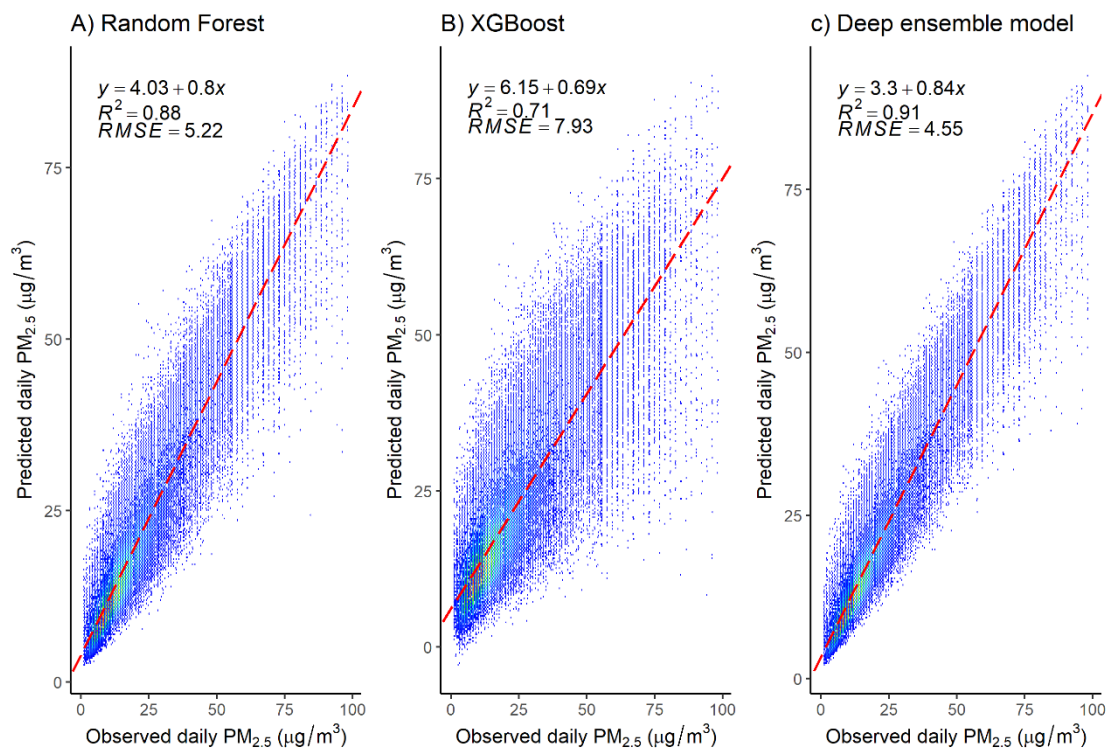 A) Random Forest
y = 4.03 + 0.8x
R² = 0.88
RMSE = 5.22
Predicted daily PM₂.₅ (μg/m³)
75
50
25
0
0 25 50 75 100
Observed daily PM₂.₅ (μg/m³)
B) XGBoost
y = 6.15 + 0.69x
R² = 0.71
RMSE = 7.93
Predicted daily PM₂.₅ (μg/m³)
75
50
25
0
0 25 50 75 100
Observed daily PM₂.₅ (μg/m³)
c) Deep ensemble model
y = 3.3 + 0.84x
R² = 0.91
RMSE = 4.55
Predicted daily PM₂.₅ (μg/m³)
75
50
25
0
0 25 50 75 100
Observed daily PM₂.₅ (μg/m³)